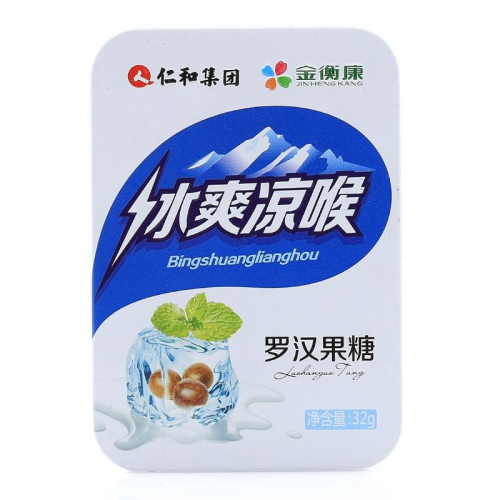 仁和集团 金衡康
JINHENGKANG
冰爽凉喉
Bingshuanglianghou
罗汉果糖
Luohanguo Tang
净含量:32g